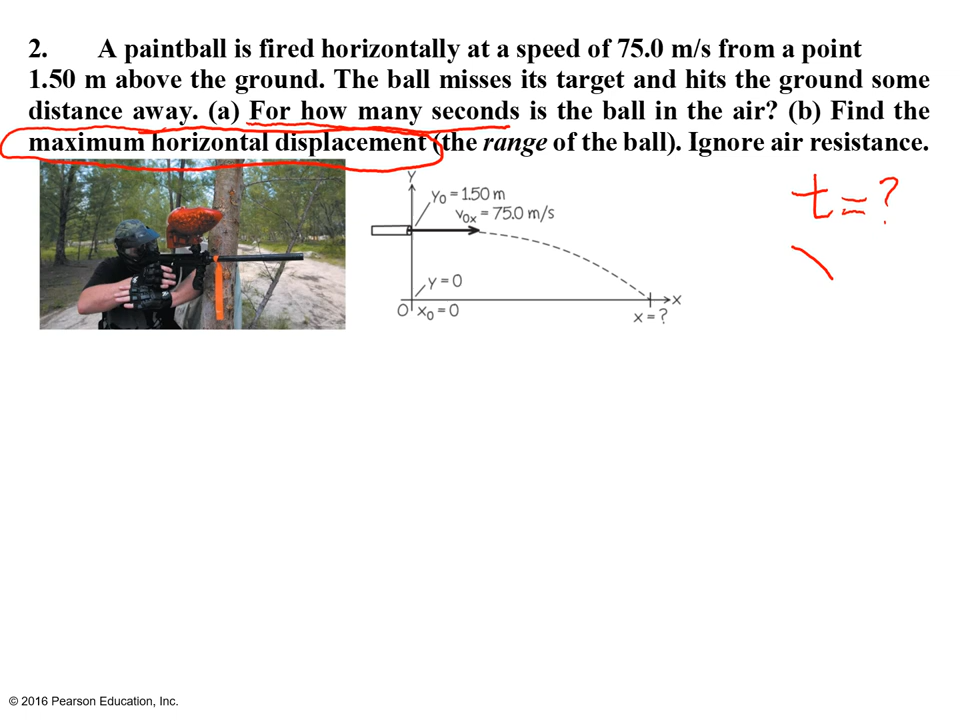 2. A paintball is fired horizontally at a speed of 75.0 m/s from a point
1.50 m above the ground. The ball misses its target and hits the ground some
distance away. (a) For how many seconds is the ball in the air? (b) Find the
maximum horizontal displacement (the range of the ball). Ignore air resistance.
t = ?
Y
y₀ = 1.50 m
v₀ₓ = 75.0 m/s
y = 0
O x₀ = 0
x
x = ?
© 2016 Pearson Education, Inc.